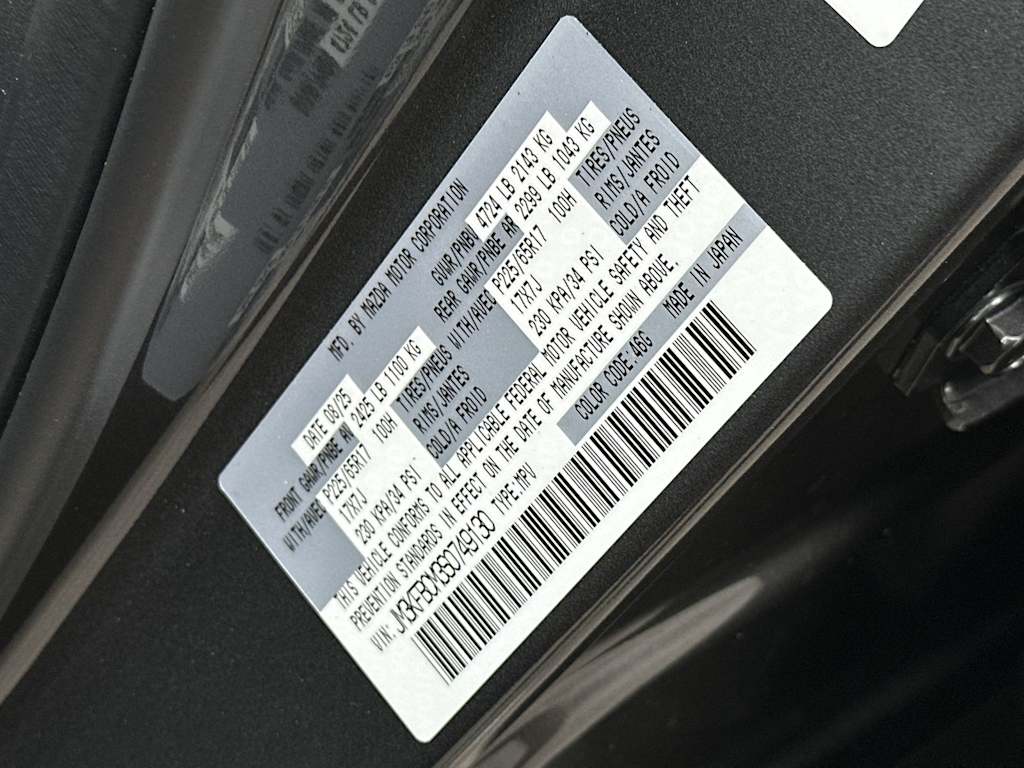 MFD. BY MAZDA MOTOR CORPORATION
DATE 08/25 GVWR/PNBV 4724 LB 2143 KG
FRONT GAWR/PNBE AV 2425 LB 1100 KG REAR GAWR/PNBE AR 2299 LB 1043 KG
WITH/AVEC P225/65R17 100H TIRES/PNEUS WITH/AVEC P225/65R17 100H TIRES/PNEUS
17X7J RIMS/JANTES 17X7J RIMS/JANTES
230 KPA/34 PSI COLD/A FROID 230 KPA/34 PSI COLD/A FROID
THIS VEHICLE CONFORMS TO ALL APPLICABLE FEDERAL MOTOR VEHICLE SAFETY AND THEFT
PREVENTION STANDARDS IN EFFECT ON THE DATE OF MANUFACTURE SHOWN ABOVE.
VIN: TYPE:MPV COLOR CODE:46G MADE IN JAPAN